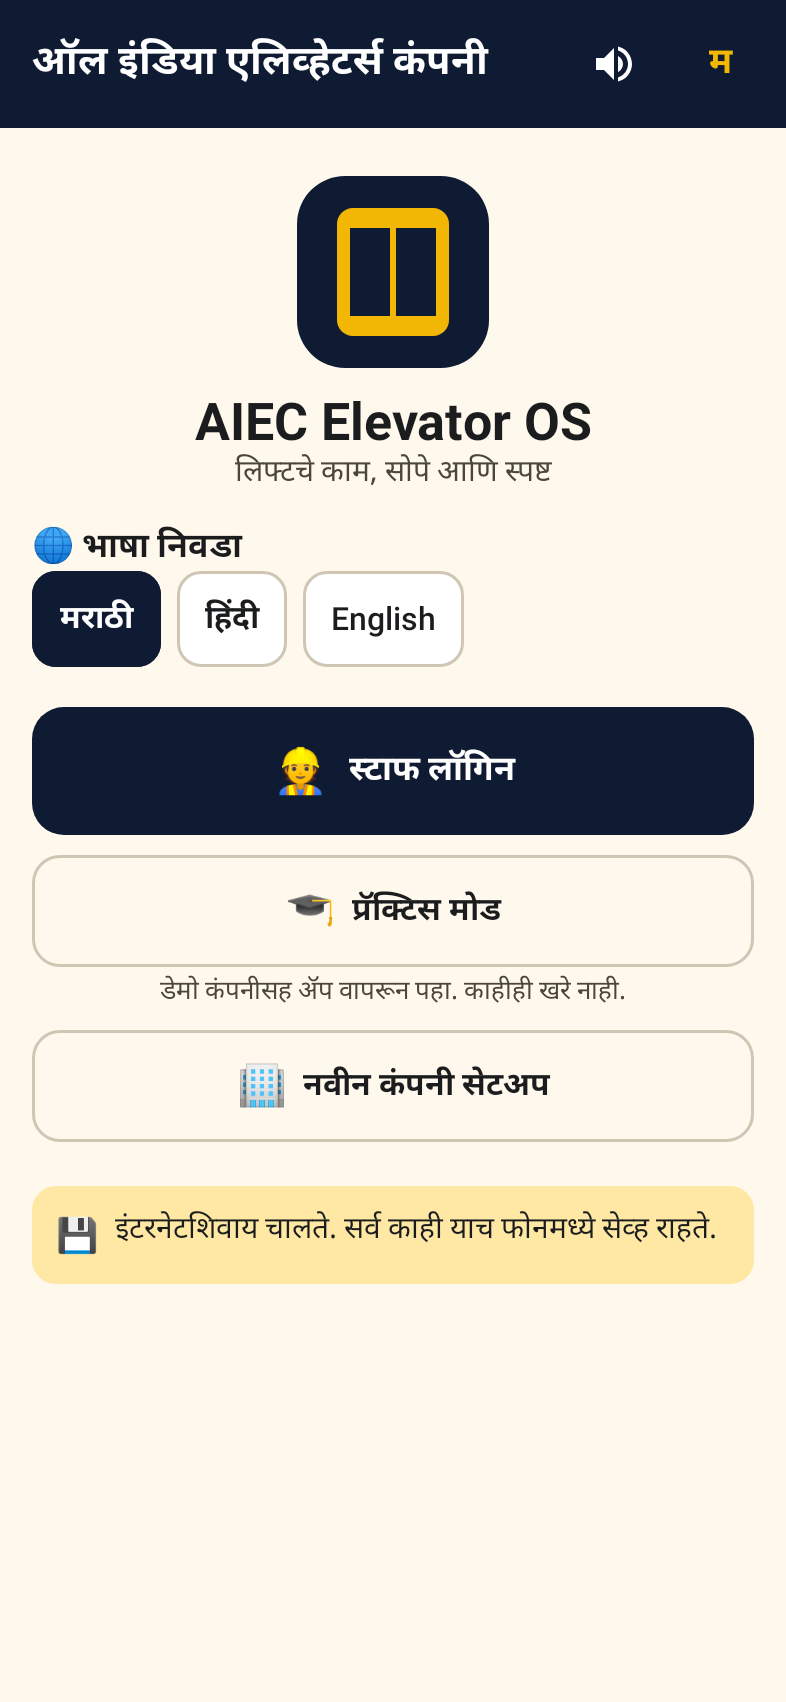 ऑल इंडिया एलिव्हेटर्स कंपनी
म
AIEC Elevator OS
लिफ्टचे काम, सोपे आणि स्पष्ट
भाषा निवडा
मराठी
हिंदी
English
स्टाफ लॉगिन
प्रॅक्टिस मोड
डेमो कंपनीसह ॲप वापरून पहा. काहीही खरे नाही.
नवीन कंपनी सेटअप
इंटरनेटशिवाय चालते. सर्व काही याच फोनमध्ये सेव्ह राहते.